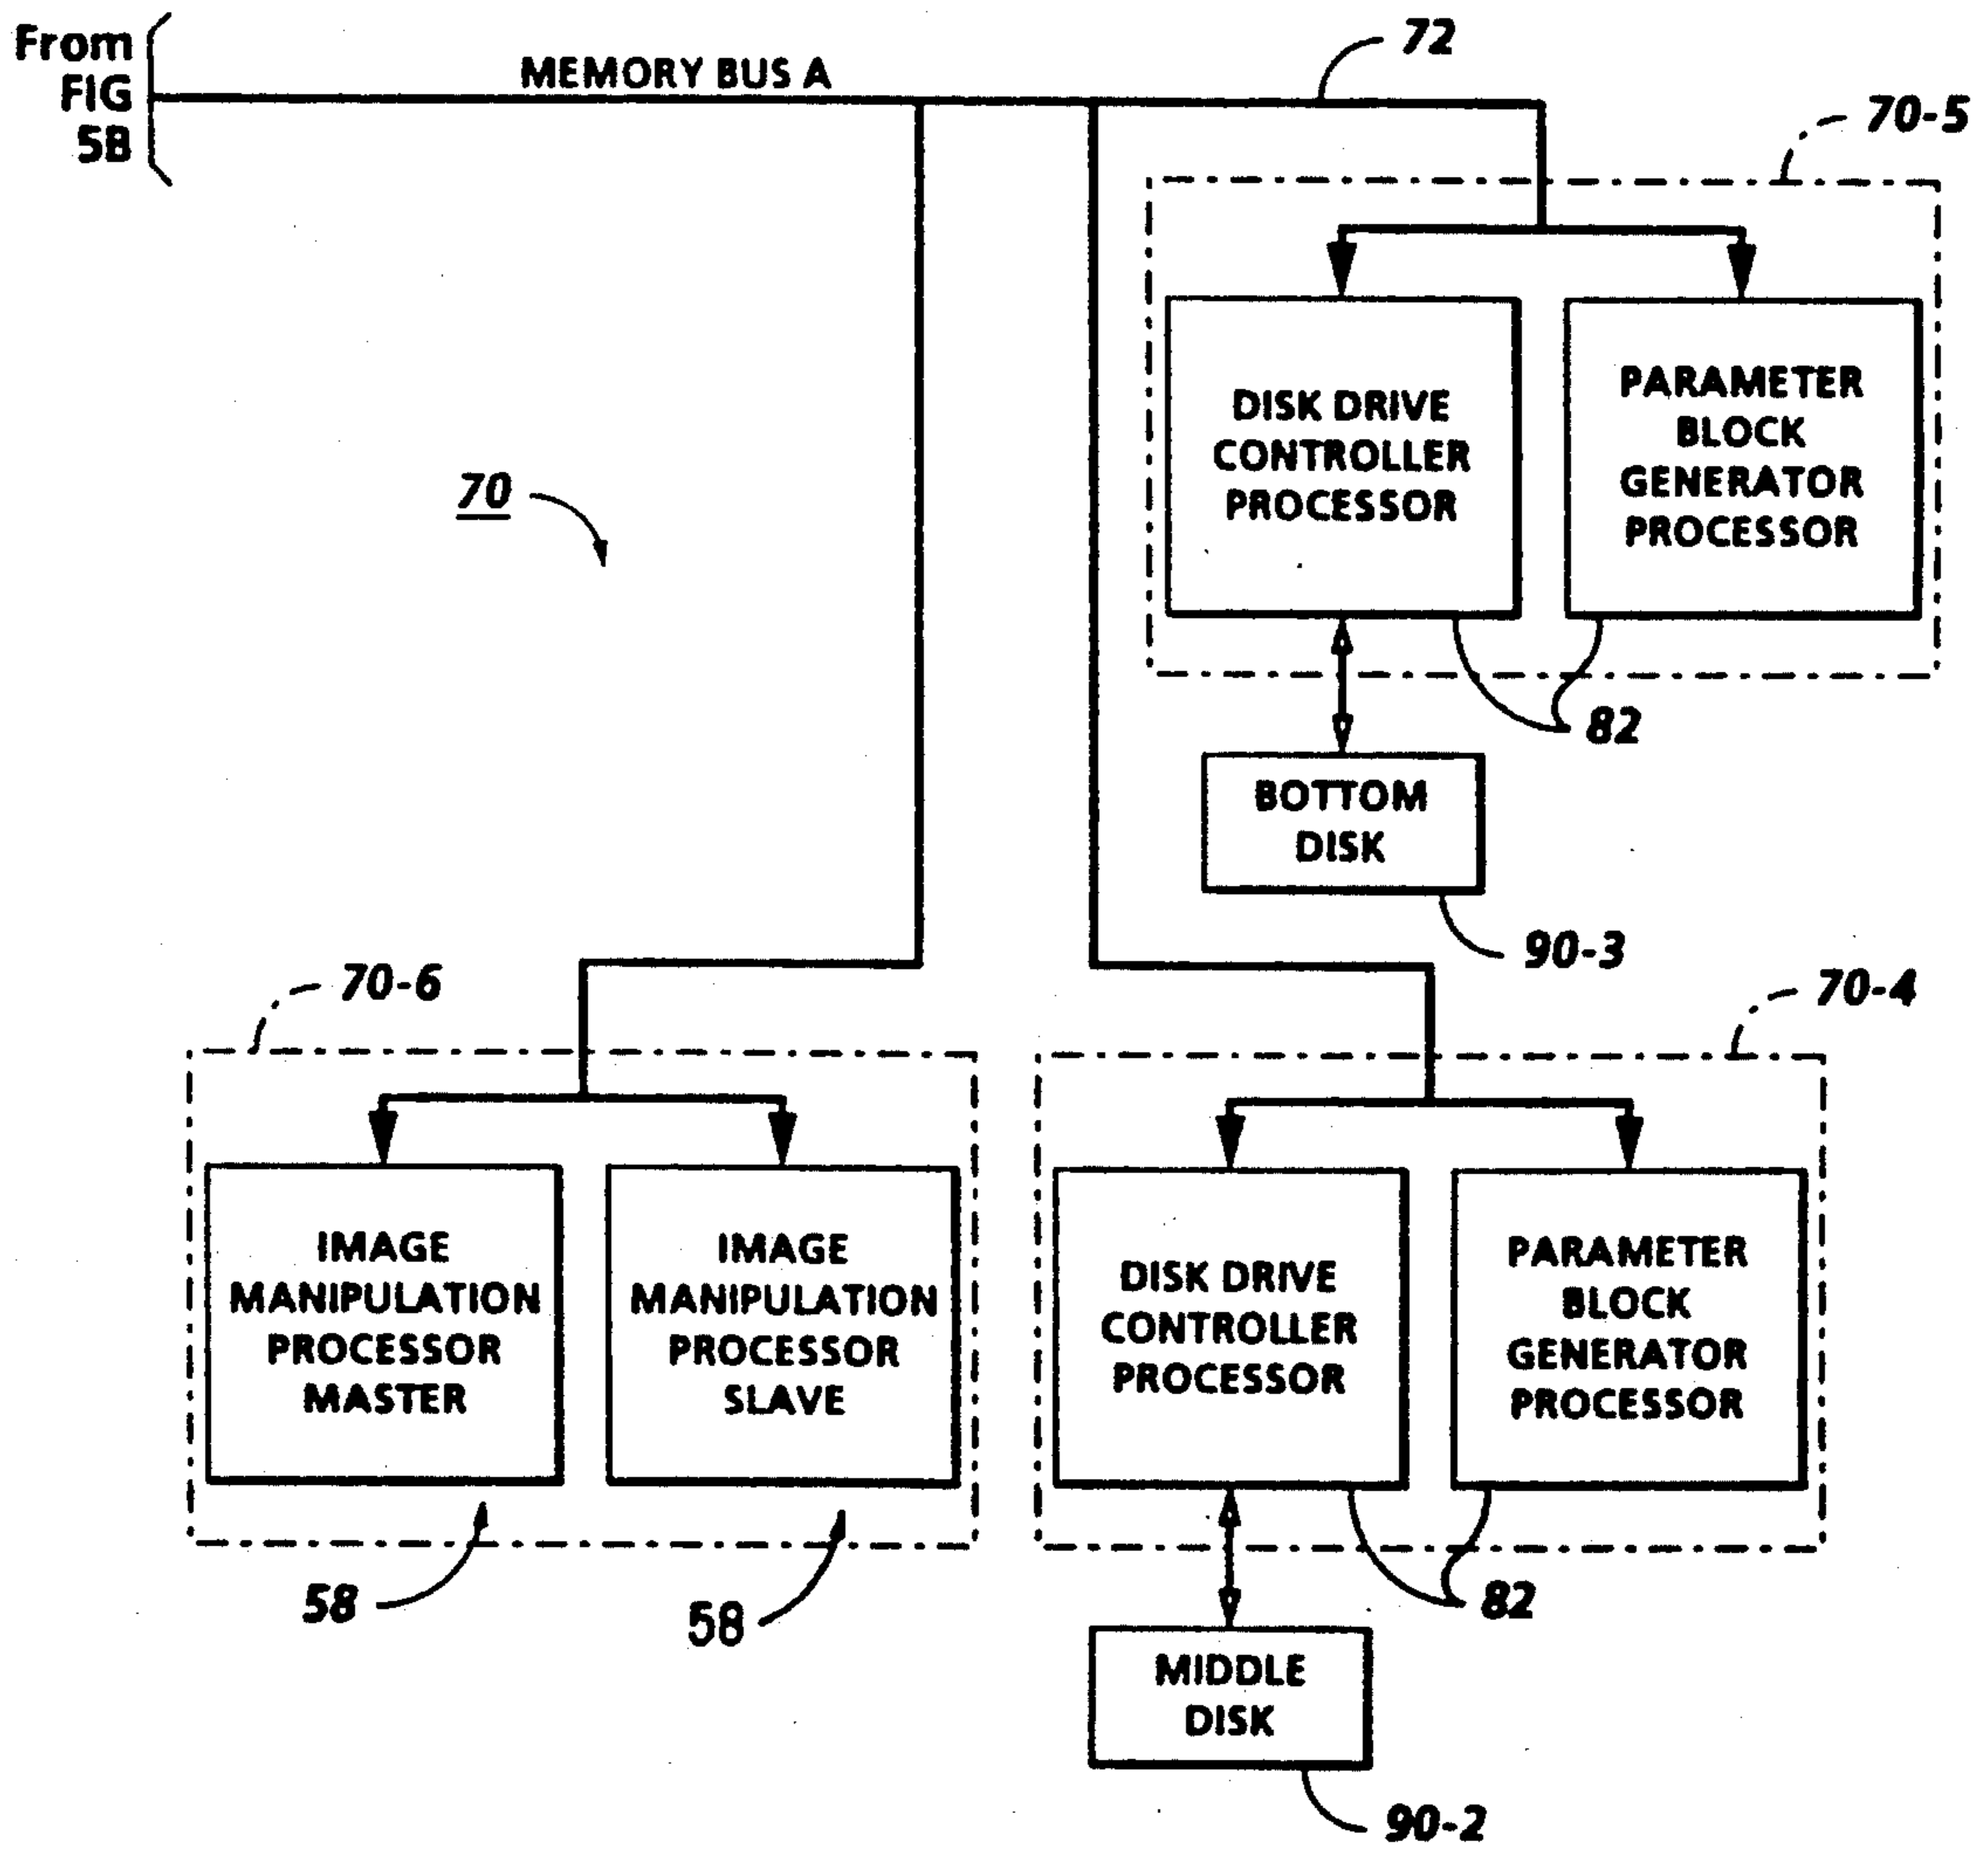 From
FIG
5B
MEMORY BUS A
72
70-5
DISK DRIVE
CONTROLLER
PROCESSOR
PARAMETER
BLOCK
GENERATOR
PROCESSOR
70
82
BOTTOM
DISK
90-3
70-6
70-4
IMAGE
MANIPULATION
PROCESSOR
MASTER
IMAGE
MANIPULATION
PROCESSOR
SLAVE
DISK DRIVE
CONTROLLER
PROCESSOR
PARAMETER
BLOCK
GENERATOR
PROCESSOR
58
58
82
MIDDLE
DISK
90-2